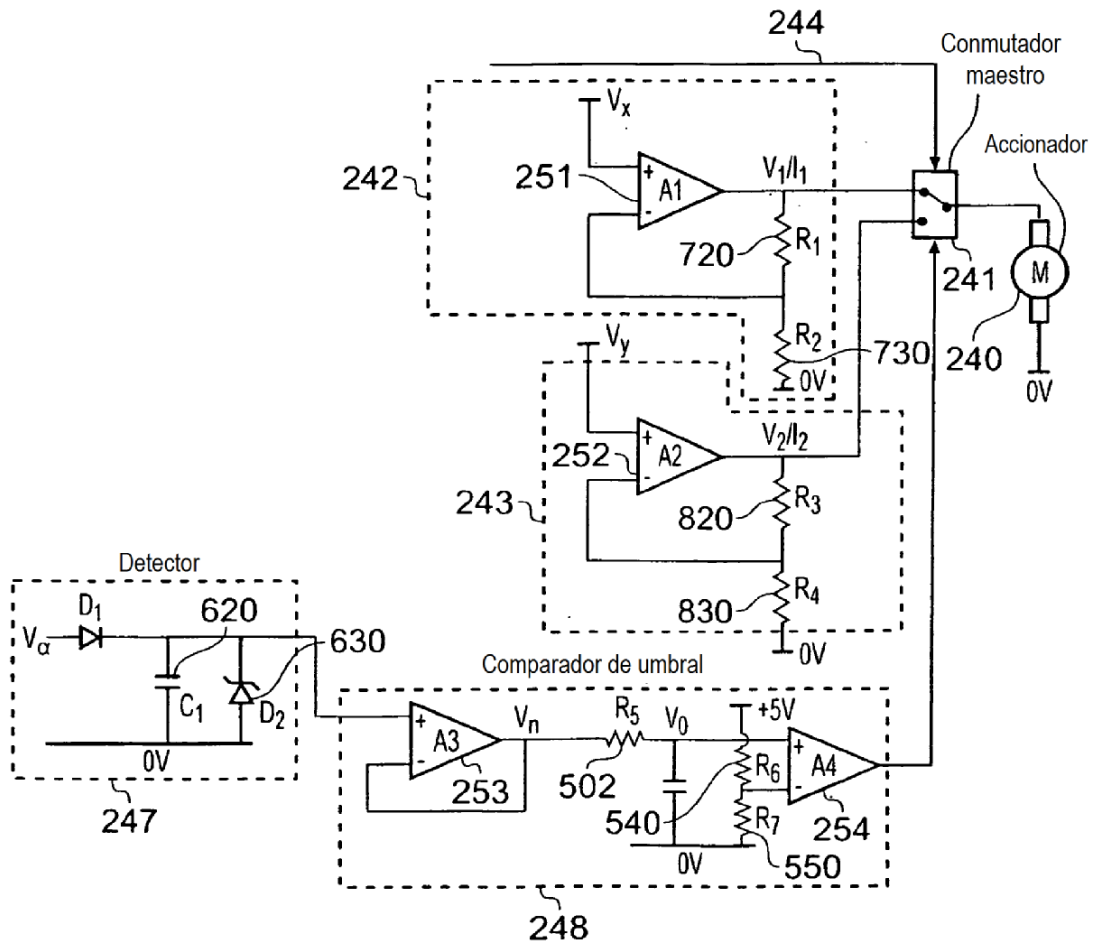 244
Conmutador
maestro
Accionador
Vx
242
251
+
A1
-
V1/I1
R1
720
241
M
240
0V
R2
730
0V
Vy
+
A2
-
252
V2/I2
243
R3
820
R4
830
0V
Detector
D1
620
Vα
630
C1
D2
0V
247
Comparador de umbral
+
A3
-
253
Vn
R5
502
V0
+5V
+
A4
-
R6
540
R7
254
0V
550
248